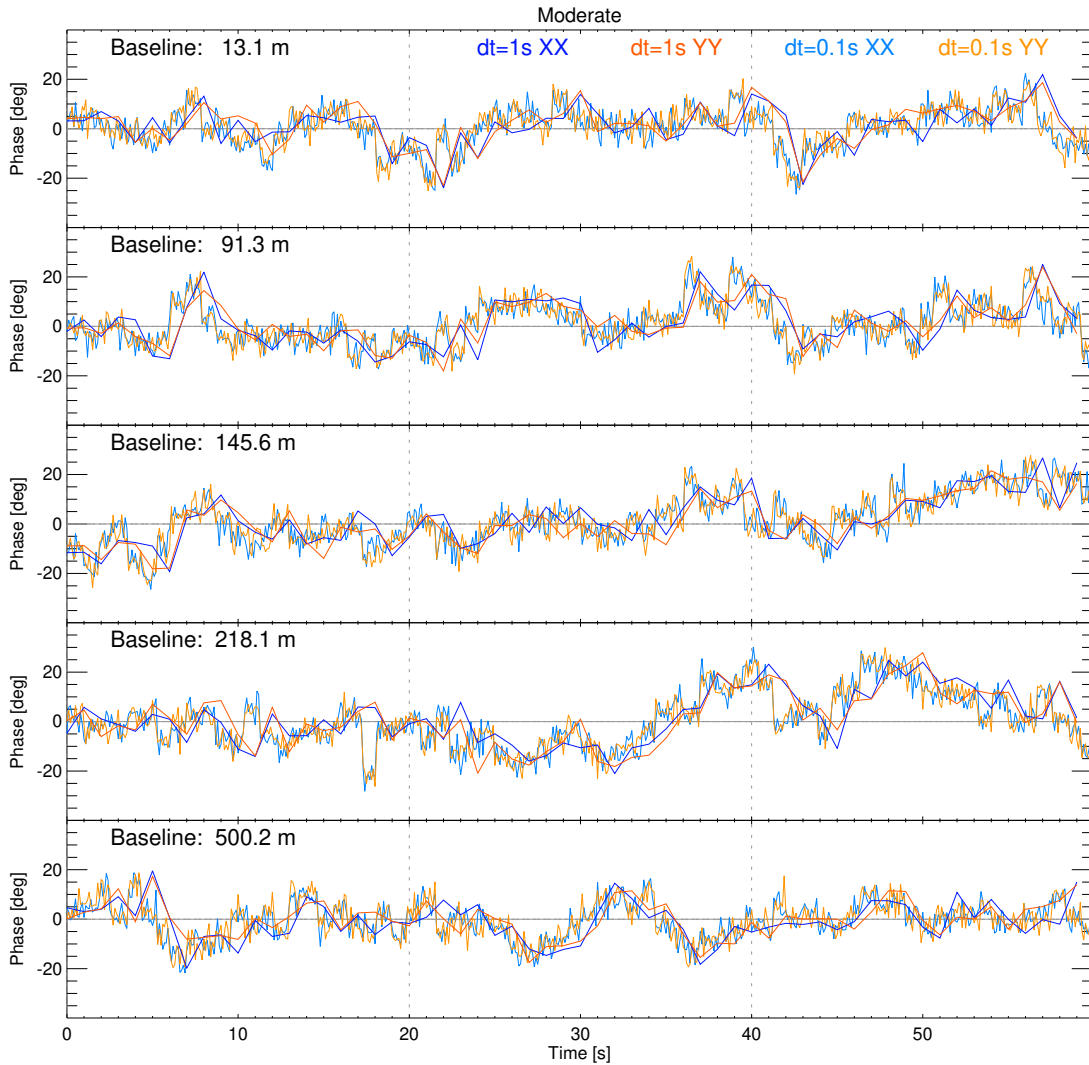 Moderate
Baseline: 13.1 m dt=1s XX dt=1s YY dt=0.1s XX dt=0.1s YY
20
0
-20
Phase [deg]
Baseline: 91.3 m
20
0
-20
Phase [deg]
Baseline: 145.6 m
20
0
-20
Phase [deg]
Baseline: 218.1 m
20
0
-20
Phase [deg]
Baseline: 500.2 m
20
0
-20
Phase [deg]
0 10 20 30 40 50
Time [s]